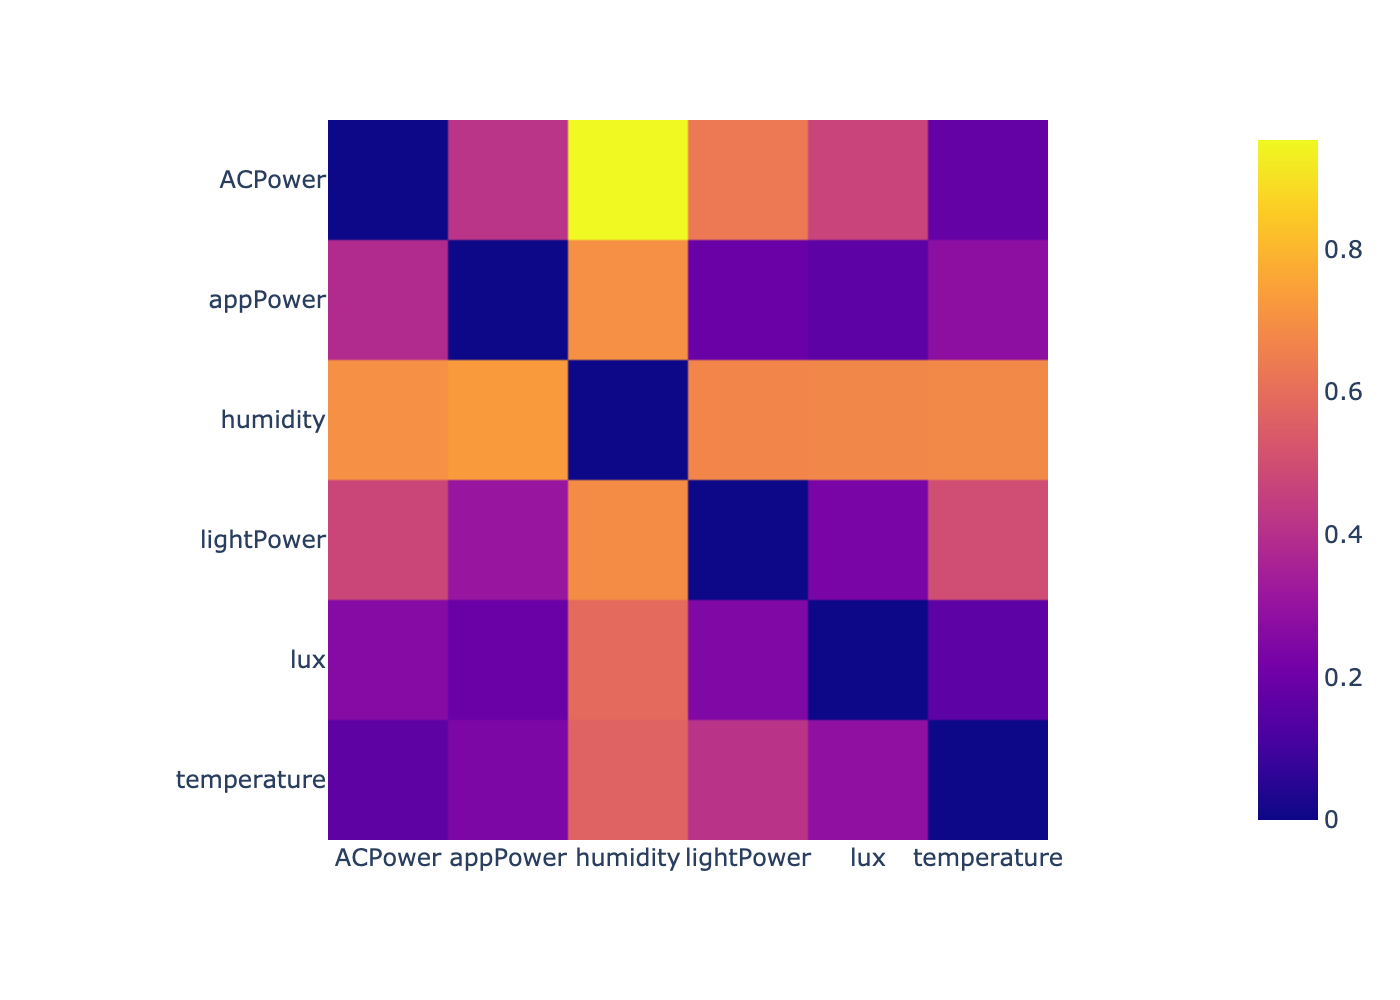 ACPower
appPower
humidity
lightPower
lux
temperature
ACPower appPower humidity lightPower lux temperature
0.8
0.6
0.4
0.2
0